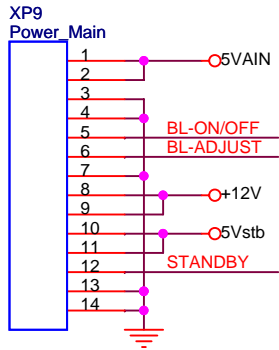 XP9
Power_Main
1
5VAIN
2
3
4
5 BL-ON/OFF
6 BL-ADJUST
7
8
+12V
9
10
5Vstb
11
12 STANDBY
13
14